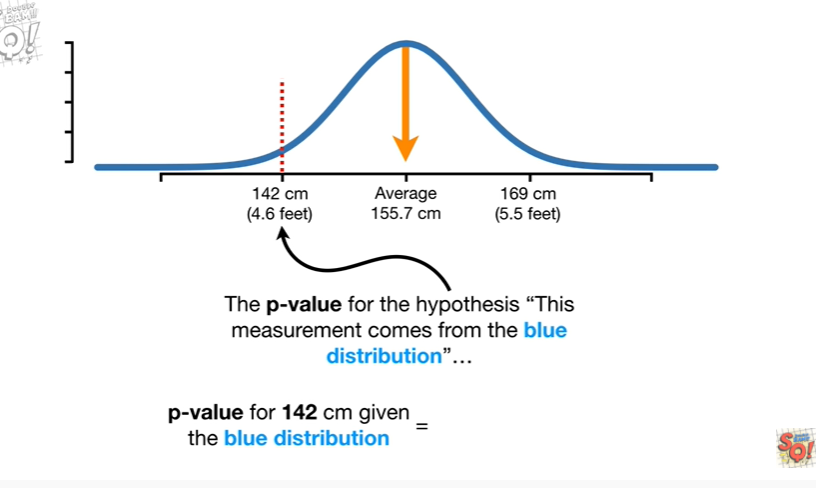 142 cm
(4.6 feet)
Average
155.7 cm
169 cm
(5.5 feet)
The p-value for the hypothesis “This
measurement comes from the blue
distribution”...
p-value for 142 cm given
the blue distribution
=